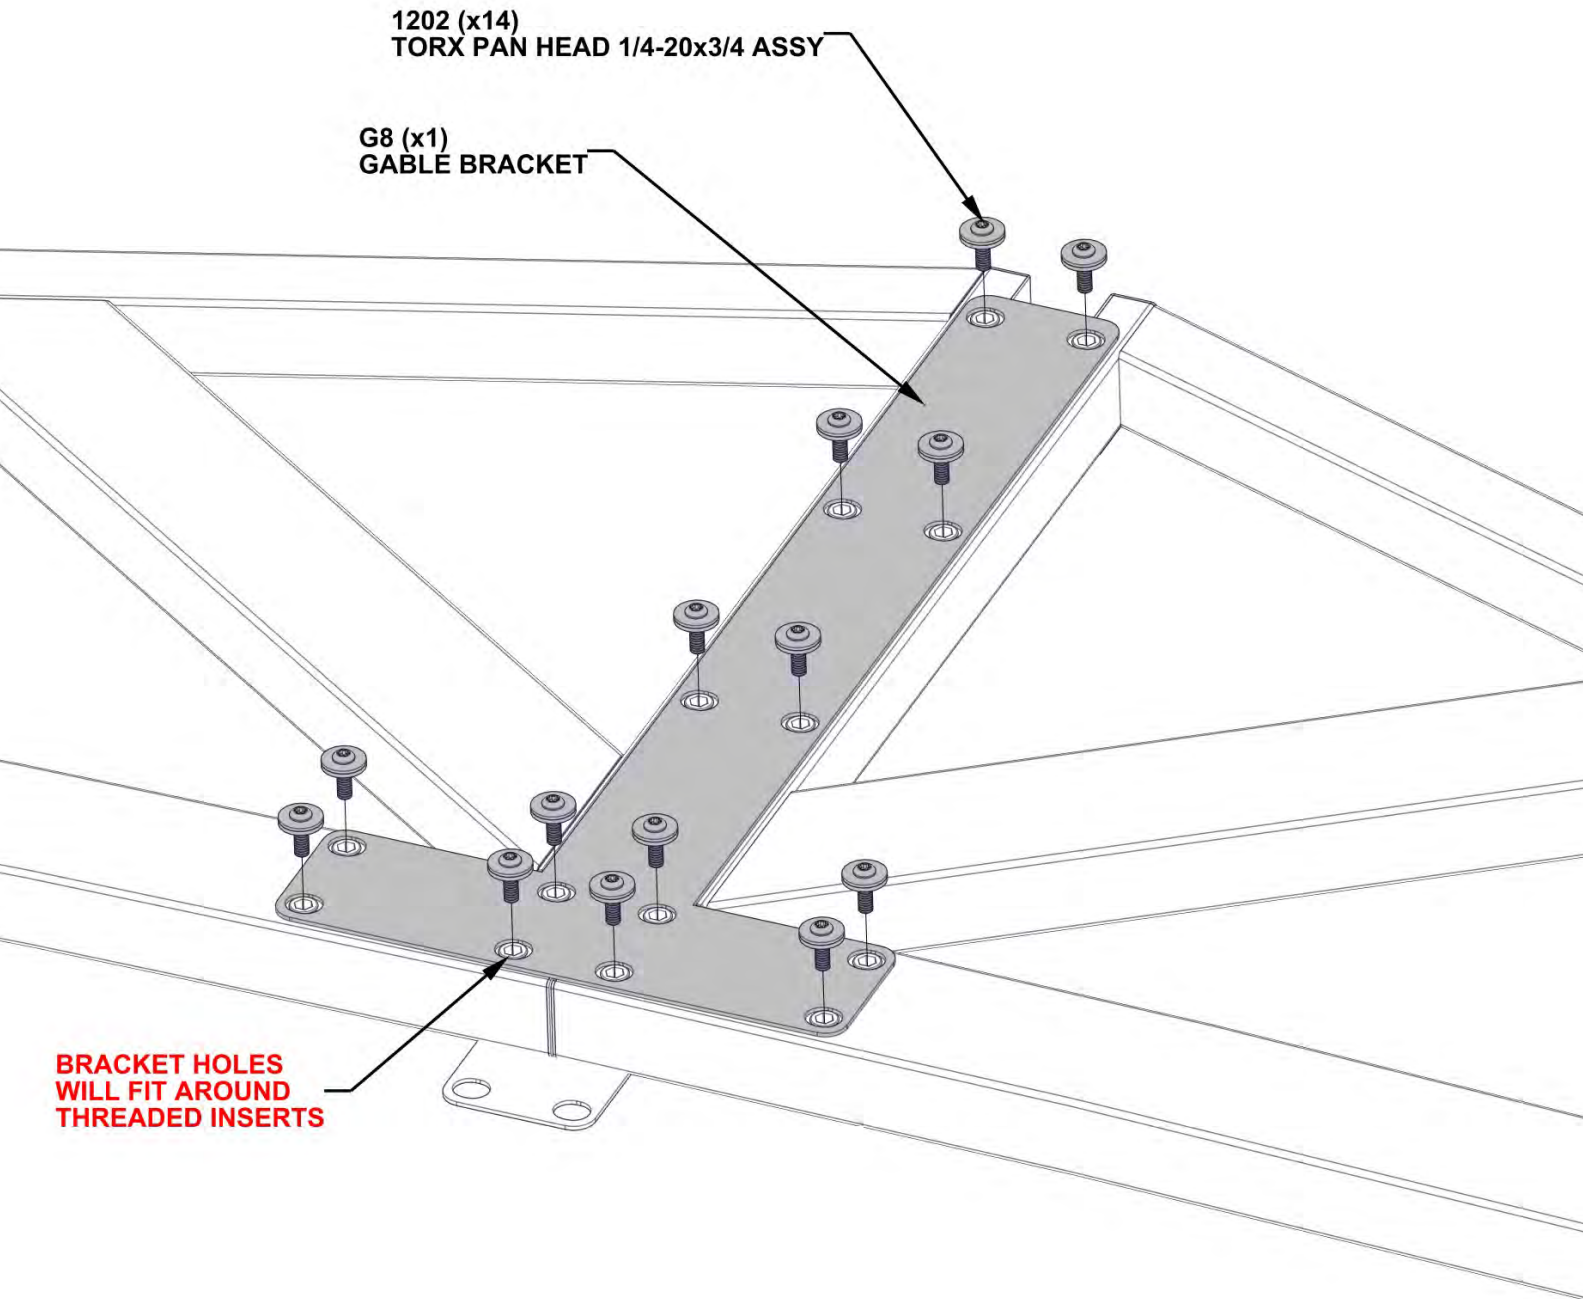 1202 (x14)
TORX PAN HEAD 1/4-20x3/4 ASSY
G8 (x1)
GABLE BRACKET
BRACKET HOLES
WILL FIT AROUND
THREADED INSERTS